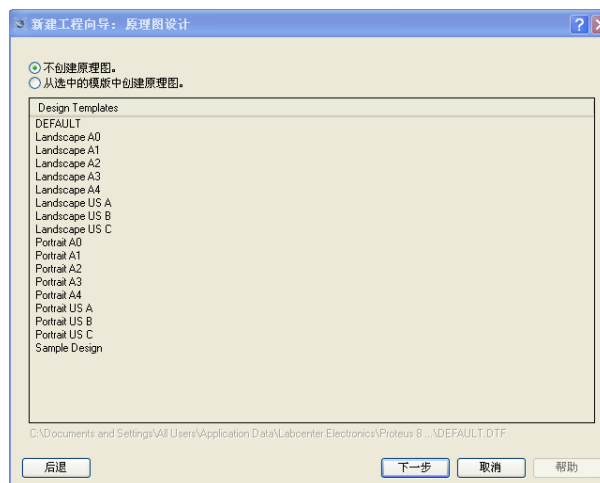 新建工程向导：原理图设计
不创建原理图。
从选中的模版中创建原理图。
Design Templates
DEFAULT
Landscape A0
Landscape A1
Landscape A2
Landscape A3
Landscape A4
Landscape US A
Landscape US B
Landscape US C
Portrait A0
Portrait A1
Portrait A2
Portrait A3
Portrait A4
Portrait US A
Portrait US B
Portrait US C
Sample Design
C:\Documents and Settings\All Users\Application Data\Labcenter Electronics\Proteus 8 ...\DEFAULT.DTF
后退 下一步 取消 帮助